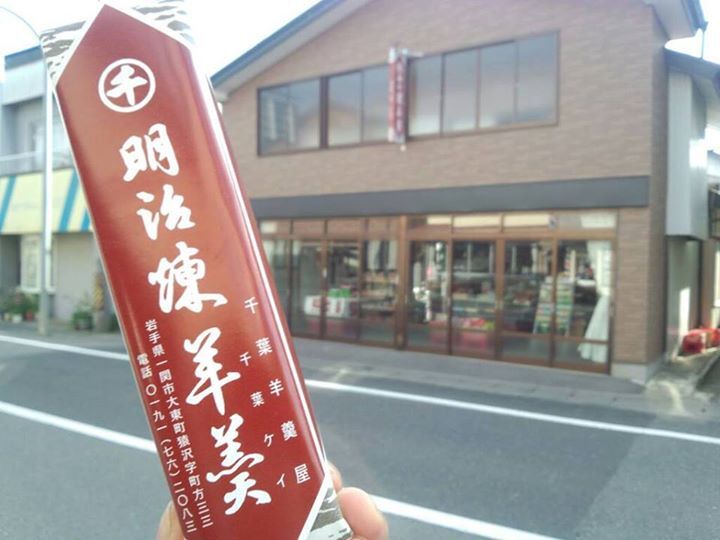 千
明治煉羊羹
千葉羊羹屋
千葉ケイ
岩手県一関市大東町猿沢字町方三三
電話 〇一九一(七六)二〇八三